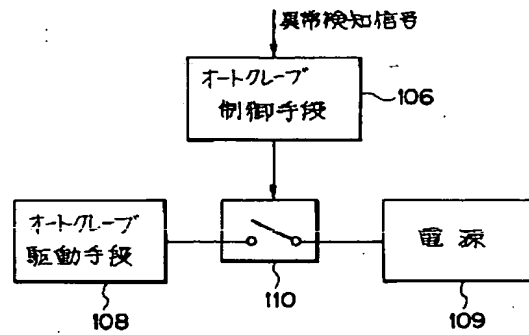 異常検知信号
オートクレーブ
制御手段
106
オートクレーブ
駆動手段
電源
110
108
109